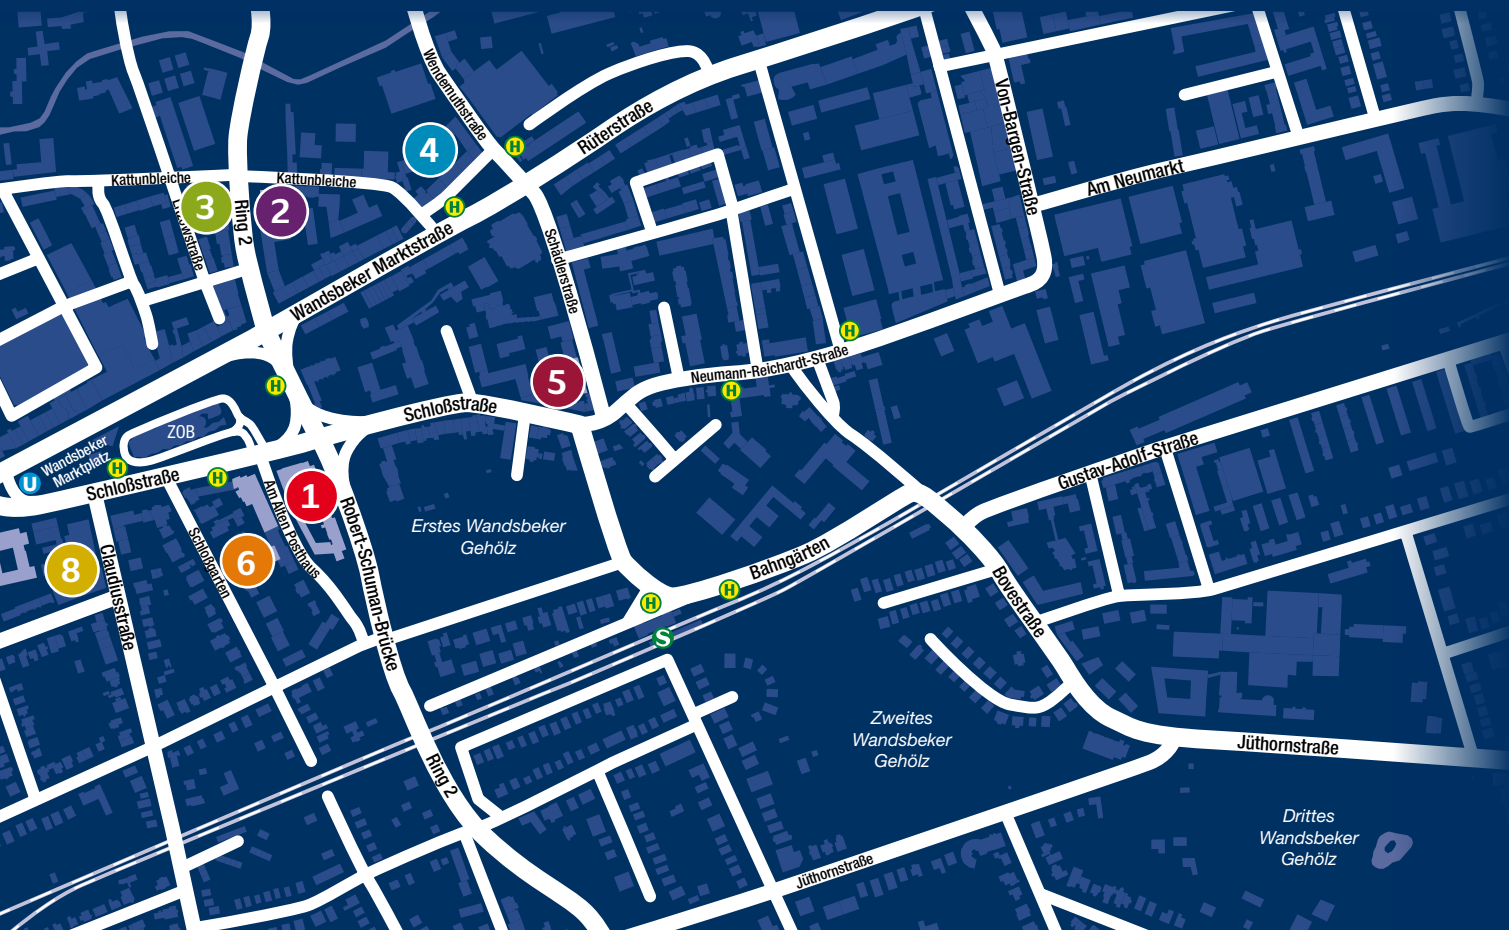 Wendemuthstraße
Rüterstraße
Von-Bargen-Straße
Am Neumarkt
4
H
H
Kattunbleiche
Kattunbleiche
3
2
Ring 2
Wandsbeker Marktstraße
Schädlerstraße
H
H
Neumann-Reichardt-Straße
H
5
Schloßstraße
ZOB
Wandsbeker
Marktplatz
U
H
H
Schloßstraße
Gustav-Adolf-Straße
1
Am Alten Posthaus
Robert-Schuman-Brücke
Erstes Wandsbeker
Gehölz
Schloßgarten
6
8
Claudiusstraße
Bahngärten
H
H
S
Bovestraße
Zweites
Wandsbeker
Gehölz
Jüthornstraße
Ring 2
Drittes
Wandsbeker
Gehölz
Jüthornstraße